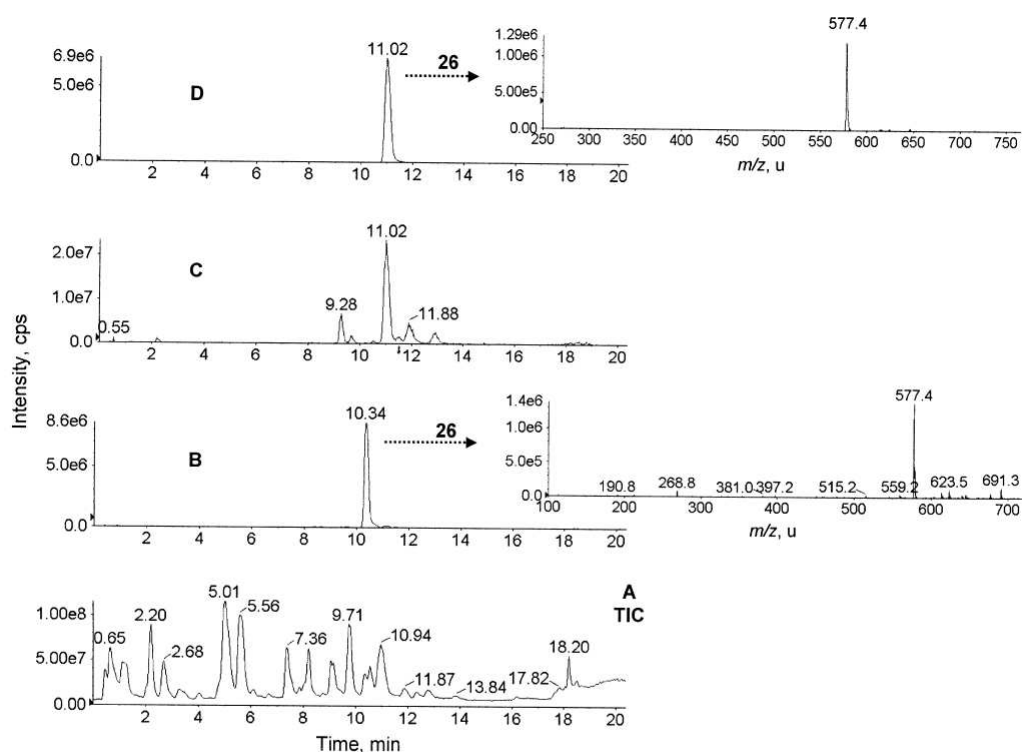 6.9e6
5.0e6
0.0
D
11.02
26
2 4 6 8 10 12 14 16 18 20
1.29e6
1.00e6
5.00e5
0.00
577.4
250 300 350 400 450 500 550 600 650 700 750
m/z, u
2.0e7
1.0e7
0.0
C
0.55
9.28
11.02
11.88
2 4 6 8 10 12 14 16 18 20
Intensity, cps
8.6e6
5.0e6
0.0
B
10.34
26
2 4 6 8 10 12 14 16 18 20
1.4e6
1.0e6
5.0e5
0.0
190.8 268.8 381.0 397.2 515.2 559.2 577.4 623.5 691.3
100 200 300 400 500 600 700
m/z, u
A
TIC
1.00e8
5.00e7
0.00
0.65 2.20 2.68 5.01 5.56 7.36 9.71 10.94 11.87 13.84 17.82 18.20
2 4 6 8 10 12 14 16 18 20
Time, min